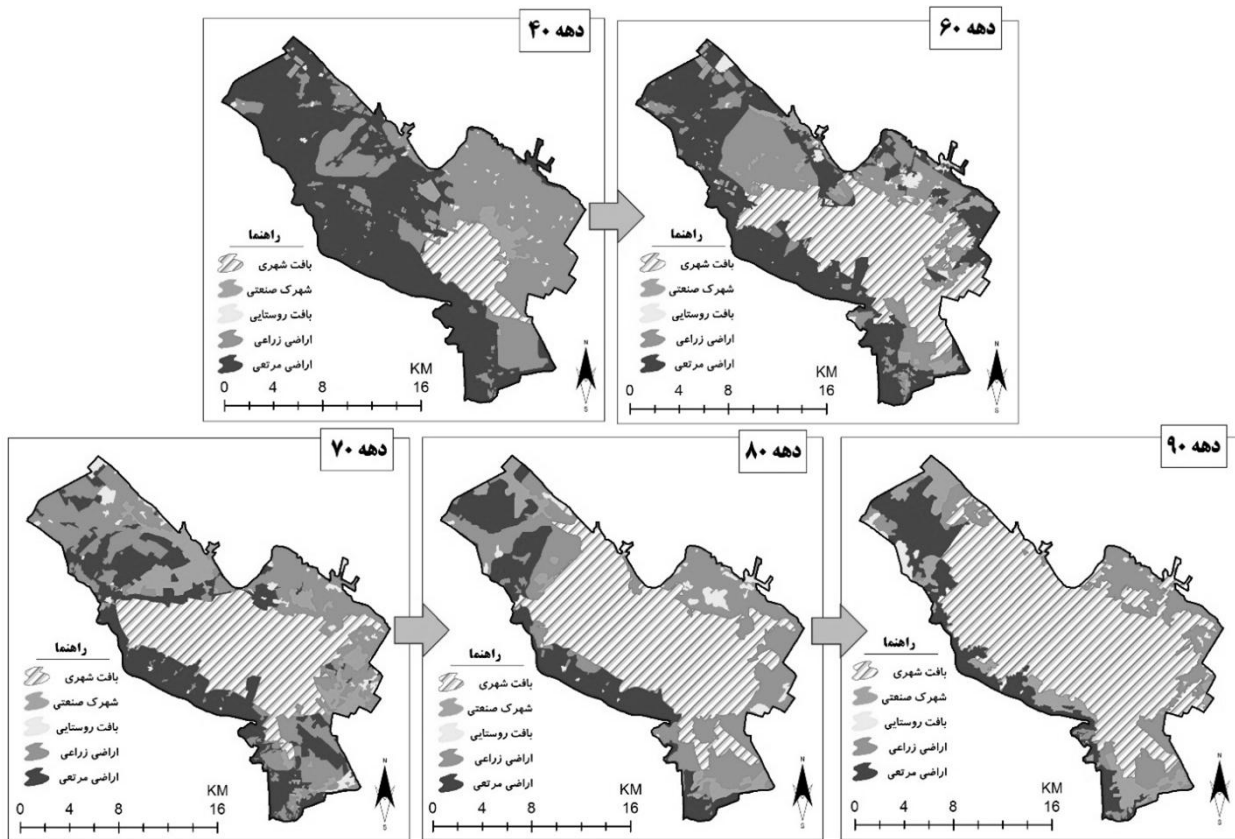 دهه ۴۰
راهنما
بافت شهری
شهرک صنعتی
بافت روستایی
اراضی زراعی
اراضی مرتعی
KM
0 4 8 16
N
S
دهه ۶۰
راهنما
بافت شهری
شهرک صنعتی
بافت روستایی
اراضی زراعی
اراضی مرتعی
KM
0 4 8 16
N
S
دهه ۷۰
راهنما
بافت شهری
شهرک صنعتی
بافت روستایی
اراضی زراعی
اراضی مرتعی
KM
0 4 8 16
N
S
دهه ۸۰
راهنما
بافت شهری
شهرک صنعتی
بافت روستایی
اراضی زراعی
اراضی مرتعی
KM
0 4 8 16
N
S
دهه ۹۰
راهنما
بافت شهری
شهرک صنعتی
بافت روستایی
اراضی زراعی
اراضی مرتعی
KM
0 4 8 16
N
S